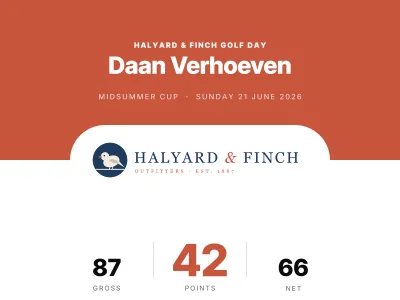 HALYARD & FINCH GOLF DAY
Daan Verhoeven
MIDSUMMER CUP - SUNDAY 21 JUNE 2026
HALYARD & FINCH
OUTFITTERS · EST. 1897
87 42 66
GROSS POINTS NET